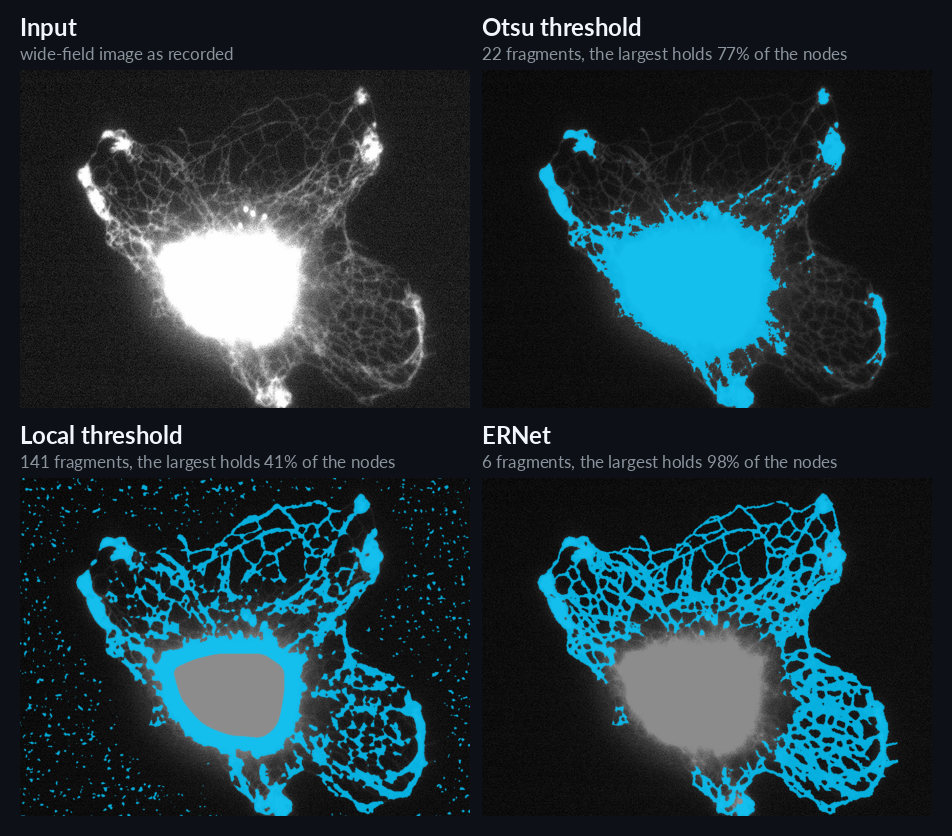 Input
wide-field image as recorded
Otsu threshold
22 fragments, the largest holds 77% of the nodes
Local threshold
141 fragments, the largest holds 41% of the nodes
ERNet
6 fragments, the largest holds 98% of the nodes